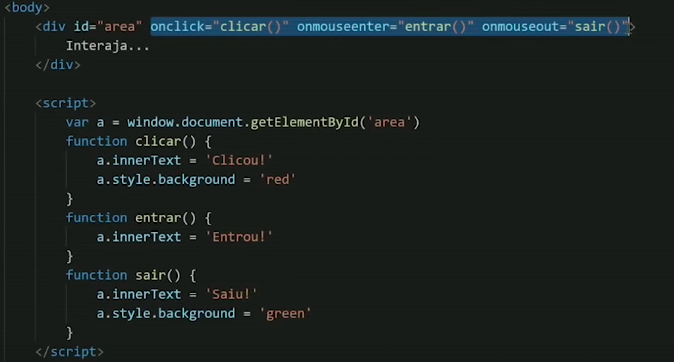 <body>
<div id="area" onclick="clicar()" onmouseenter="entrar()" onmouseout="sair()">
Interaja...
</div>
<script>
var a = window.document.getElementById('area')
function clicar() {
a.innerText = 'Clicou!'
a.style.background = 'red'
}
function entrar() {
a.innerText = 'Entrou!'
}
function sair() {
a.innerText = 'Saiu!'
a.style.background = 'green'
}
</script>